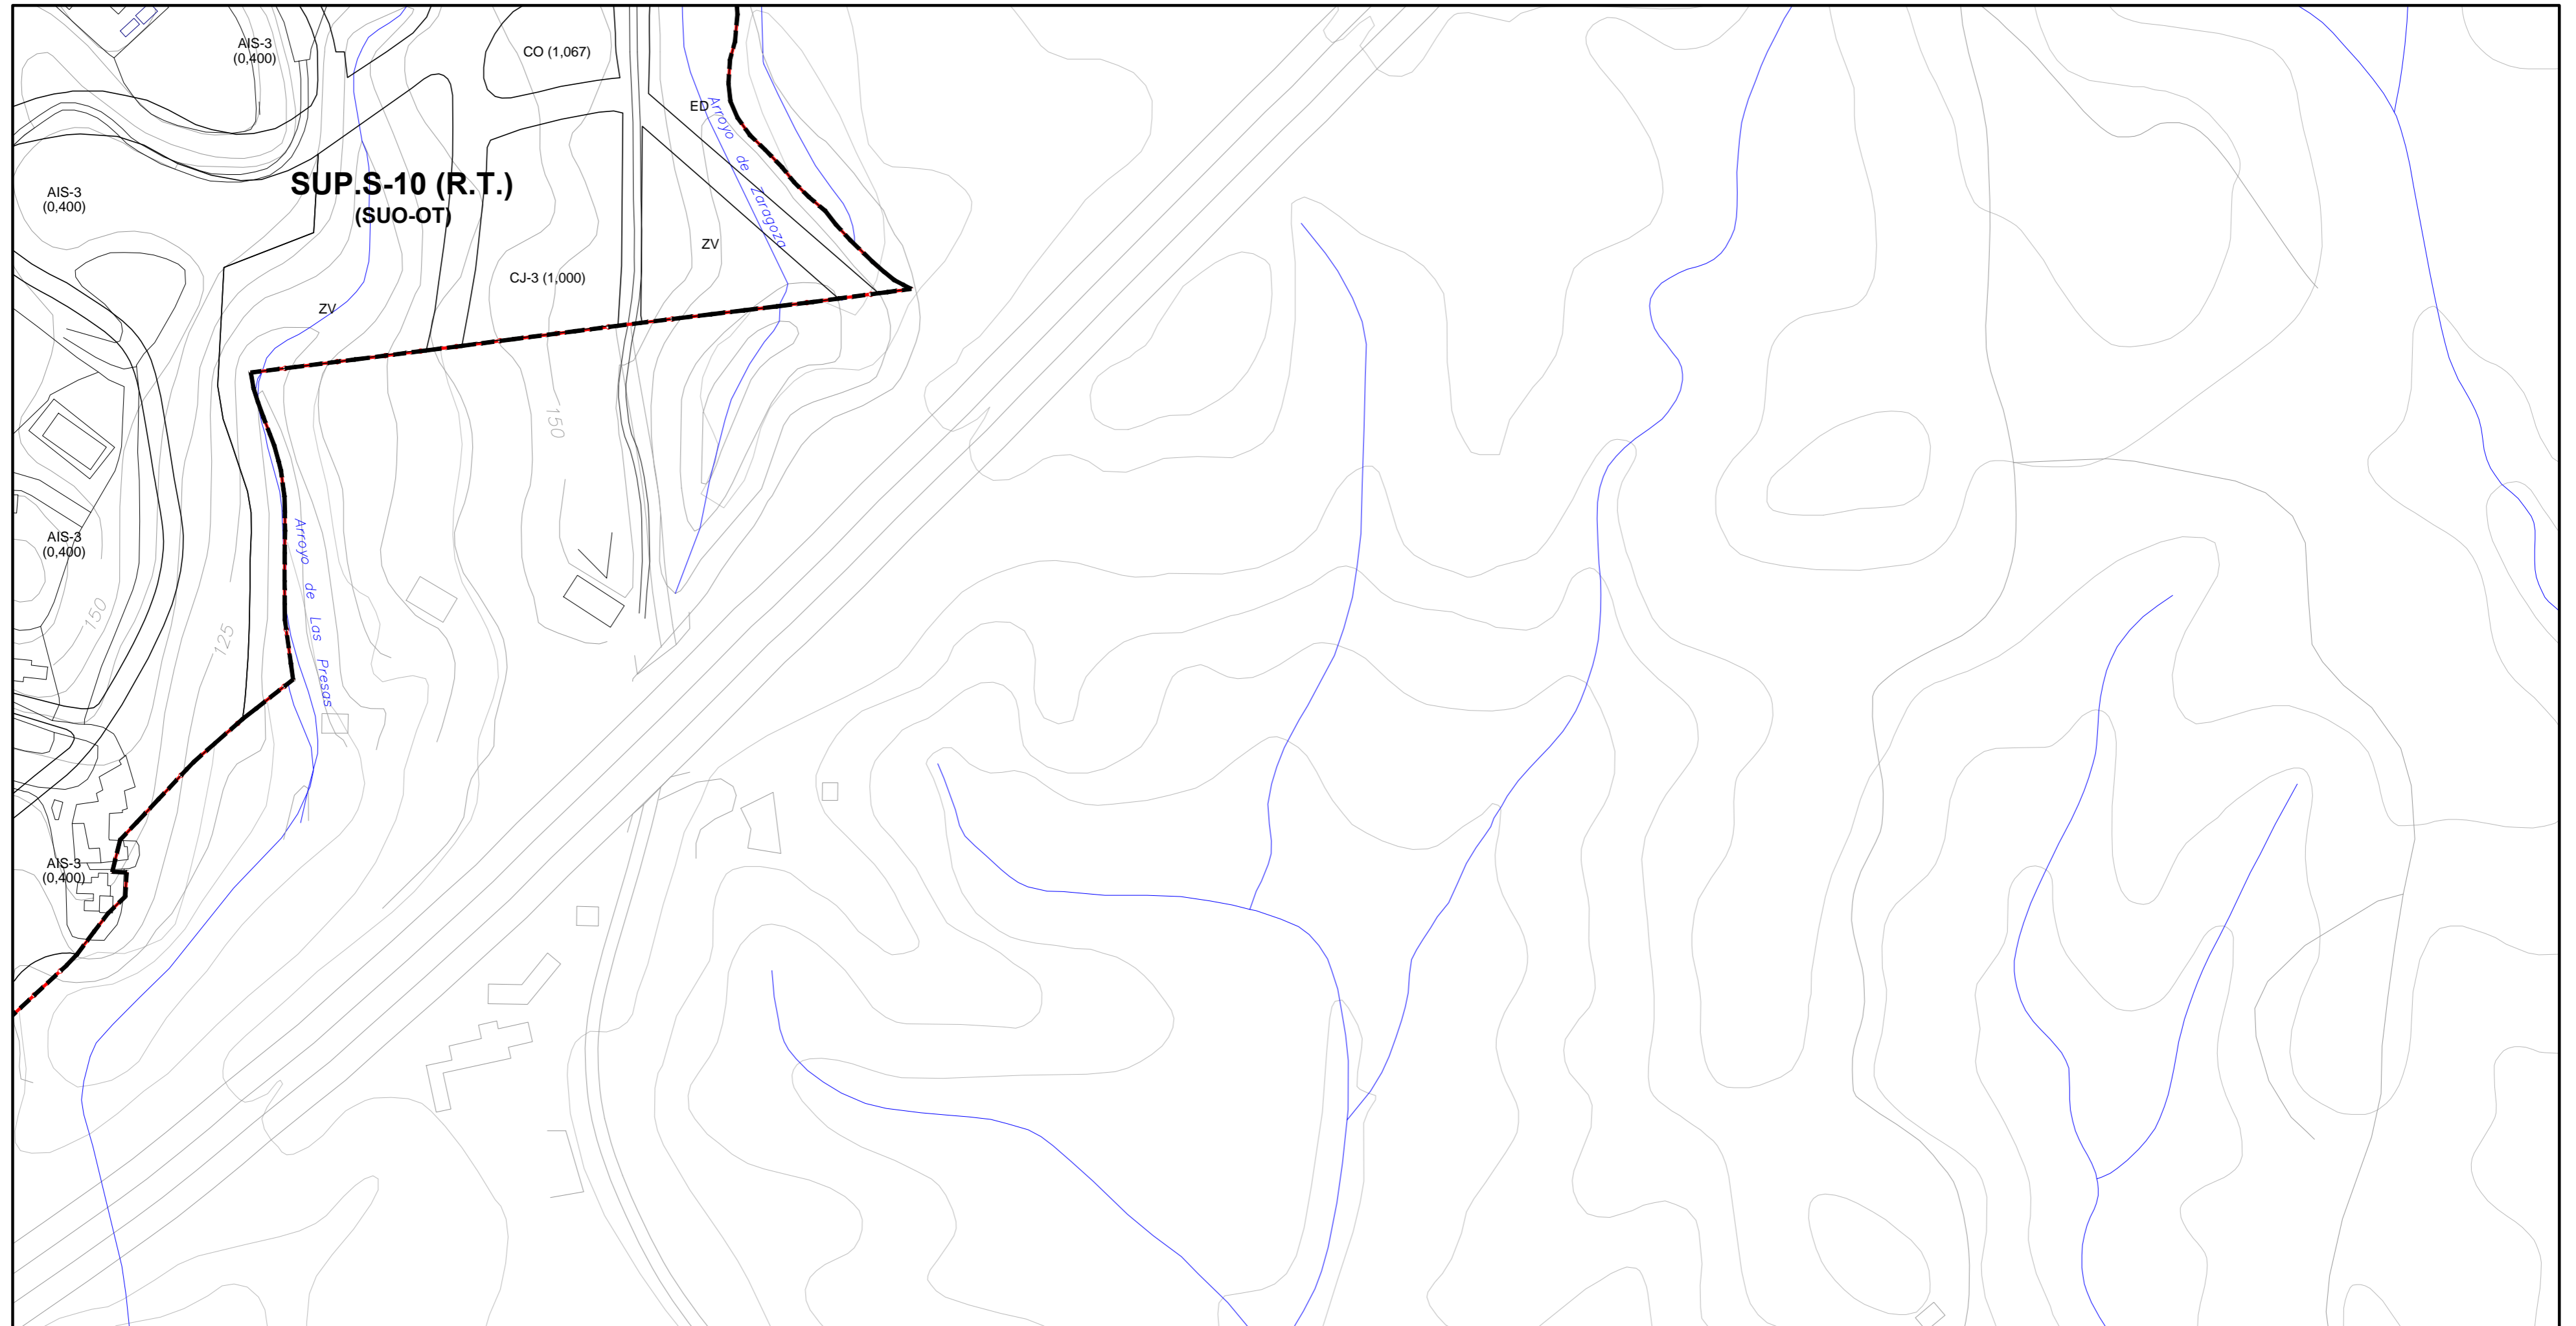 AIS-3
(0,400)
CO (1,067)
ED
Arroyo de Zaragoza
SUP.S-10 (R.T.)
(SUO-OT)
AIS-3
(0,400)
ZV
CJ-3 (1,000)
ZV
150
AIS-3
(0,400)
Arroyo de Las Presas
150
125
AIS-3
(0,400)